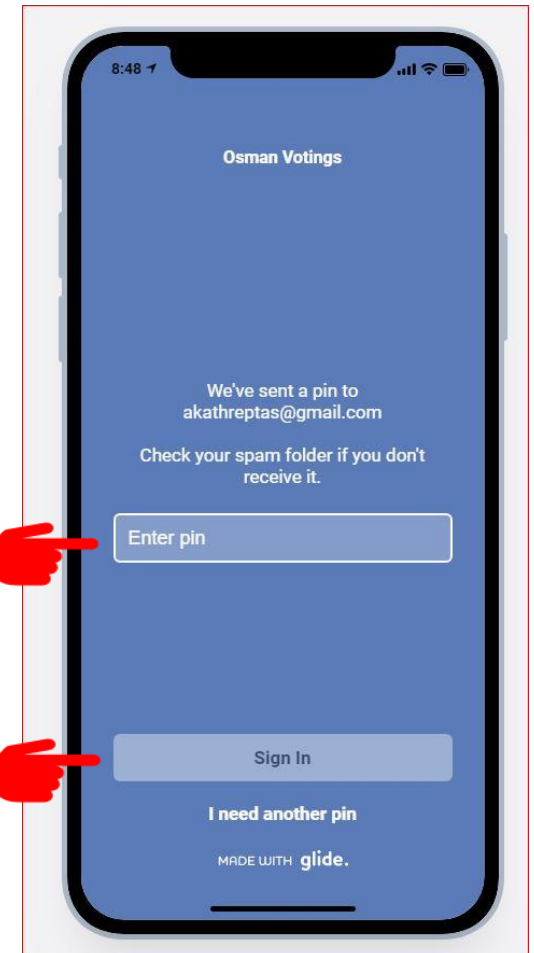 8:48
Osman Votings
We've sent a pin to
akathreptas@gmail.com
Check your spam folder if you don't
receive it.
Enter pin
Sign In
I need another pin
MADE WITH glide.